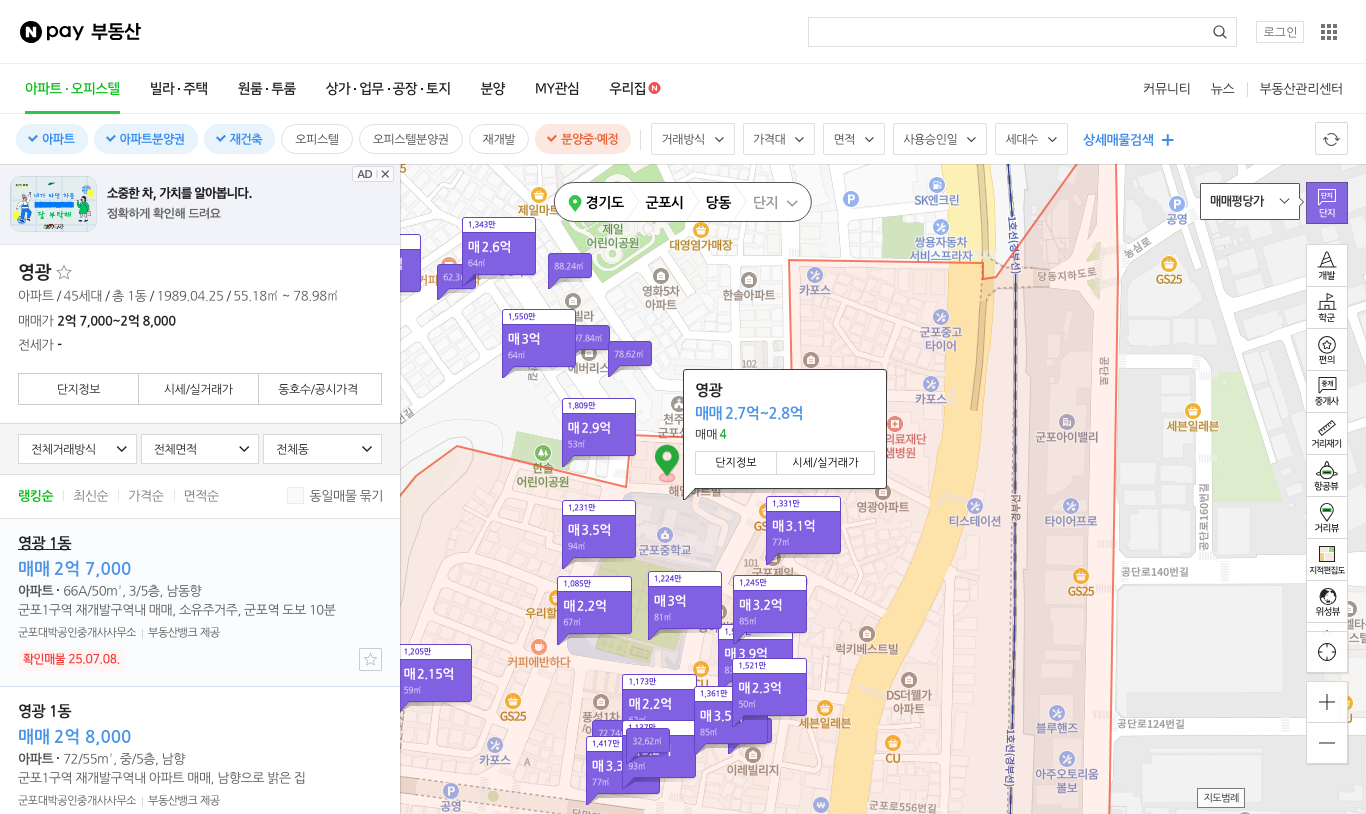 N pay 부동산
로그인
아파트 · 오피스텔
빌라 · 주택
원룸 · 투룸
상가 · 업무 · 공장 · 토지
분양
MY관심
우리집 N
커뮤니티
뉴스
부동산관리센터
아파트
아파트분양권
재건축
오피스텔
오피스텔분양권
재개발
분양중·예정
거래방식
가격대
면적
사용승인일
세대수
상세매물검색
AD
소중한 차, 가치를 알아봅니다.
정확하게 확인해 드려요
영광
아파트 / 45세대 / 총 1동 / 1989.04.25 / 55.18㎡ ~ 78.98㎡
매매가 2억 7,000~2억 8,000
전세가 -
단지정보
시세/실거래가
동호수/공시가격
전체거래방식
전체면적
전체동
랭킹순
최신순
가격순
면적순
동일매물 묶기
영광 1동
매매 2억 7,000
아파트 · 66A/50m², 3/5층, 남동향
군포1구역 재개발구역내 매매, 소유주거주, 군포역 도보 10분
군포대박공인중개사사무소
부동산뱅크 제공
확인매물 25.07.08.
영광 1동
매매 2억 8,000
아파트 · 72/55m², 중/5층, 남향
군포1구역 재개발구역내 아파트 매매, 남향으로 밝은 집
군포대박공인중개사사무소
부동산뱅크 제공
경기도
군포시
당동
단지
매매평당가
단지
단지
개발
학군
편의
중개
중개사
거리재기
항공뷰
거리뷰
지적편집도
위성뷰
지도범례
영광
매매 2.7억~2.8억
매매 4
단지정보
시세/실거래가
1,343만
매 2.6억
64㎡
88.24㎡
1,550만
매 3억
64㎡
78.62㎡
1,809만
매 2.9억
53㎡
1,231만
매 3.5억
94㎡
1,331만
매 3.1억
77㎡
1,085만
매 2.2억
67㎡
1,224만
매 3억
81㎡
1,245만
매 3.2억
85㎡
매 3.9억
1,521만
매 2.3억
50㎡
1,205만
매 2.15억
59㎡
1,173만
매 2.2억
1,361만
매 3.5
85㎡
32.62㎡
93㎡
1,417만
매 3.3
77㎡
제일
어린이공원
대영염가매장
SK엔크린
쌍용자동차
서비스프라자
공영
GS25
농심로
당동지하도로
영화5차
아파트
한솔아파트
카포스
군포중고
타이어
카포스
102
101
한솔
어린이공원
군포중학교
영광아파트
티스테이션
타이어프로
군포아이밸리
세븐일레븐
공단로
공단로160번길
공단로140번길
공단로124번길
GS25
럭키베스트빌
DS더웰가
아파트
세븐일레븐
CU
CU
블루핸즈
아주오토리움
볼보
이레빌리지
커피에반하다
GS25
카포스
공영
군포로556번길
1호선(경부선)
1호선(경부선)